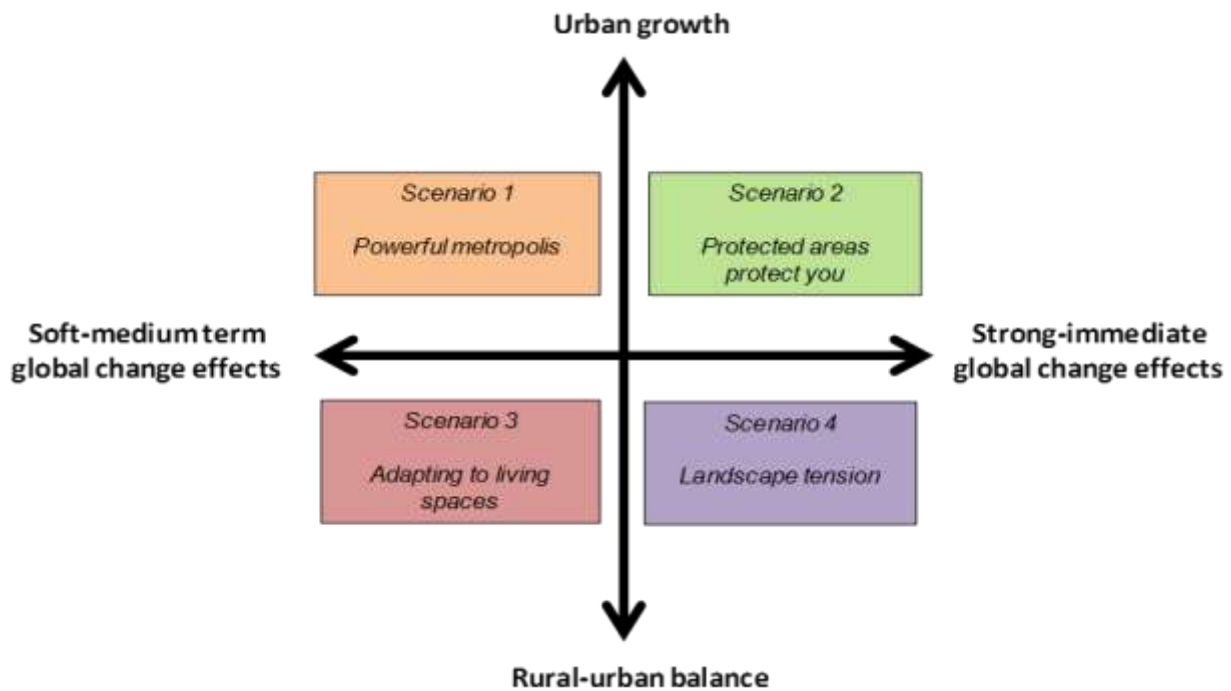 Urban growth
Scenario 1
Powerful metropolis
Scenario 2
Protected areas
protect you
Soft-medium term
global change effects
Strong-immediate
global change effects
Scenario 3
Adapting to living
spaces
Scenario 4
Landscape tension
Rural-urban balance